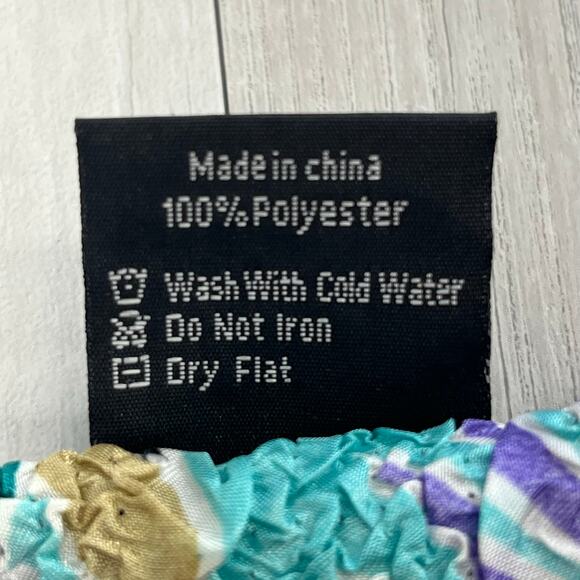 Made in china
100% Polyester
Wash With Cold Water
Do Not Iron
Dry Flat